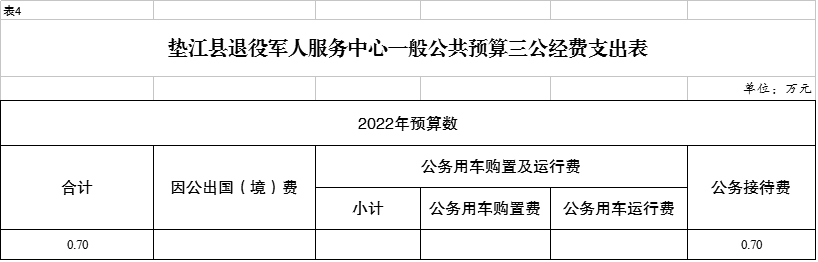 表4
垫江县退役军人服务中心一般公共预算三公经费支出表
单位：万元
2022年预算数
合计
因公出国（境）费
公务用车购置及运行费
公务接待费
小计
公务用车购置费
公务用车运行费
0.70
0.70